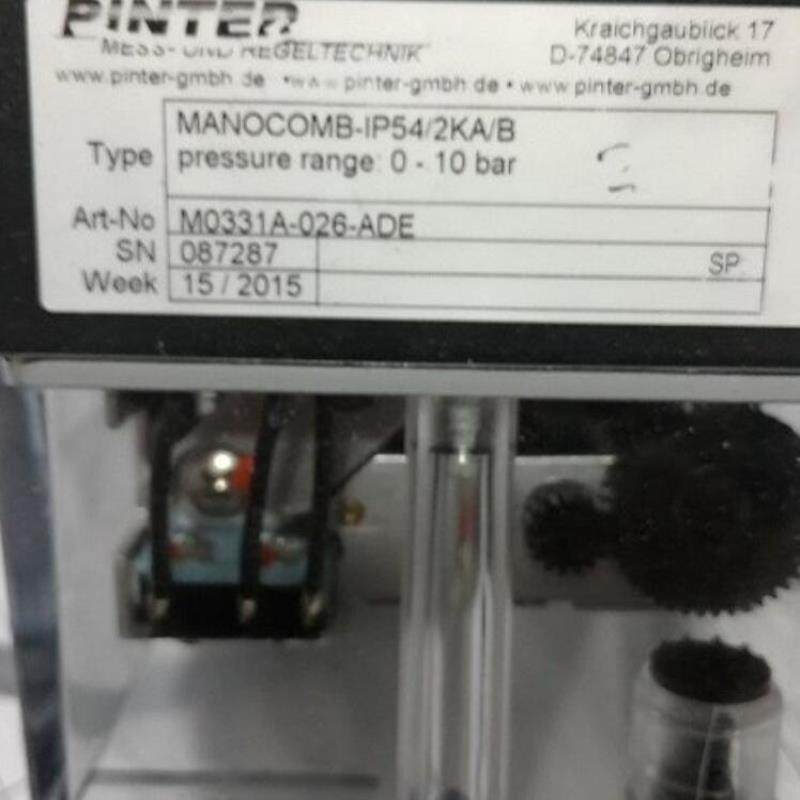 PINTER
Kraichgaublick 17
MESS- UND REGELTECHNIK
D-74847 Obrigheim
www.pinter-gmbh.de • www.pinter-gmbh.de • www.pinter-gmbh.de
Type MANOCOMB-IP54/2KA/B
pressure range: 0 - 10 bar
Art-No M0331A-026-ADE
SN 087287 SP
Week 15 / 2015